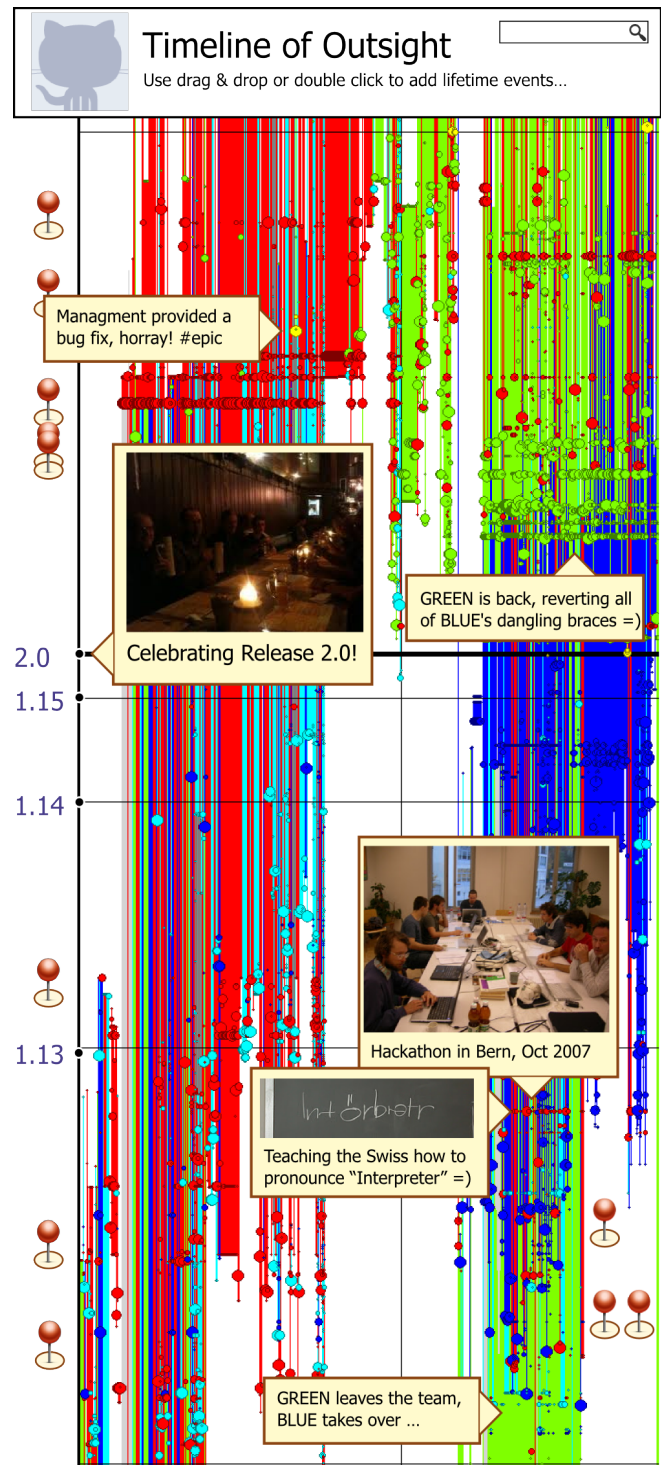 Timeline of Outsight
Use drag & drop or double click to add lifetime events...
Managment provided a
bug fix, horray! #epic
GREEN is back, reverting all
of BLUE's dangling braces =)
Celebrating Release 2.0!
2.0
1.15
1.14
Hackathon in Bern, Oct 2007
1.13
Int Örbietr
Teaching the Swiss how to
pronounce “Interpreter” =)
GREEN leaves the team,
BLUE takes over ...